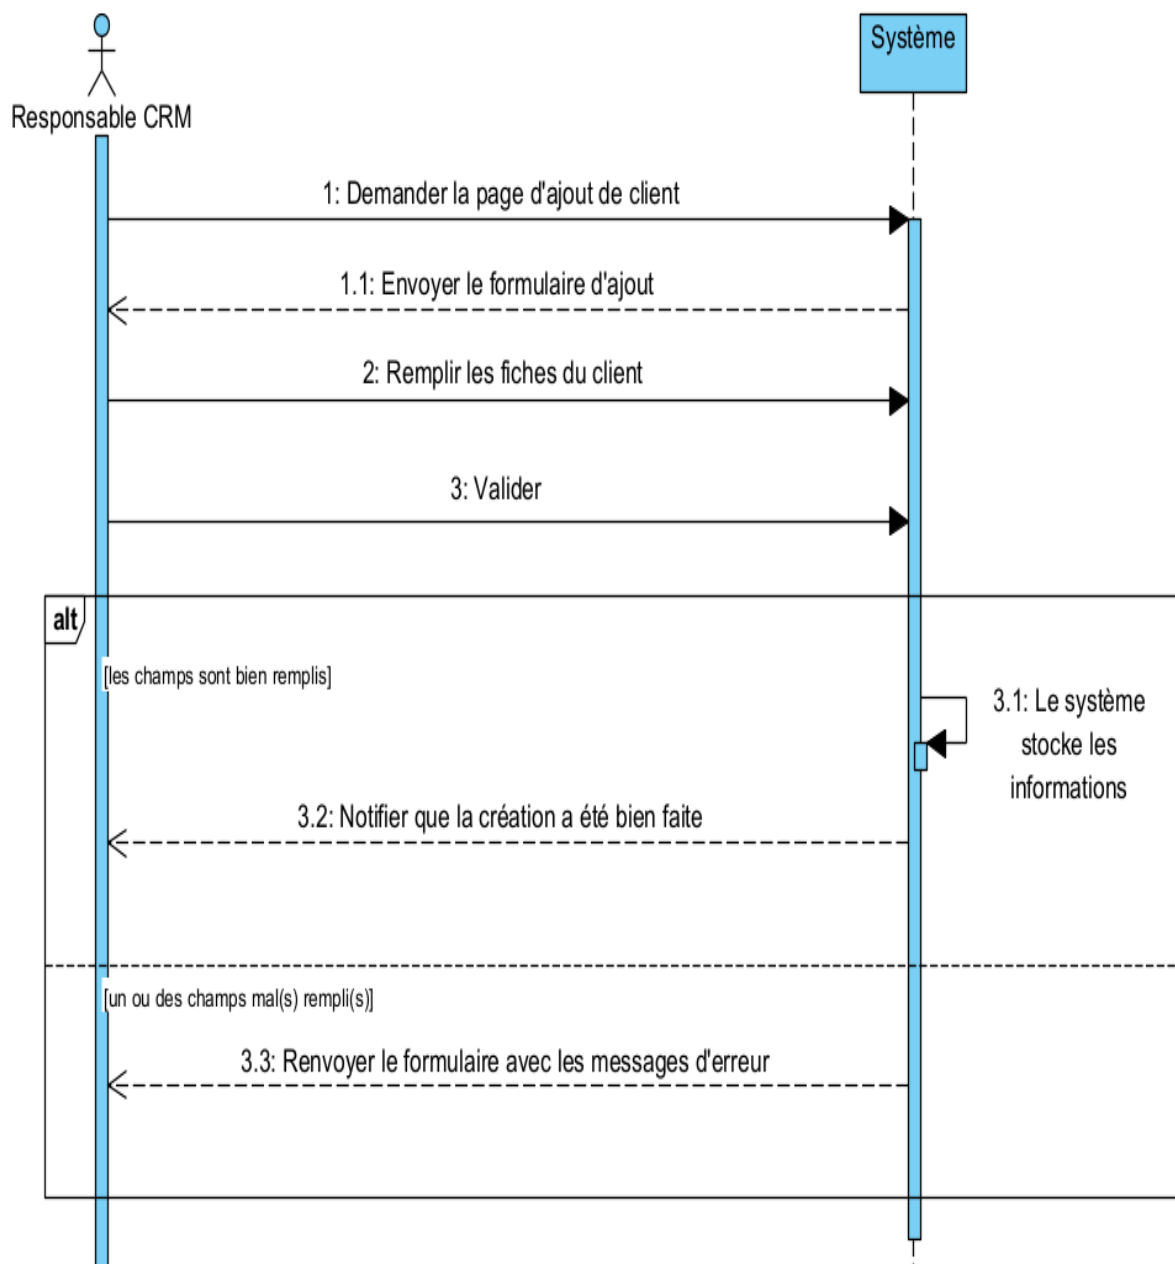 Système
Responsable CRM
1: Demander la page d'ajout de client
1.1: Envoyer le formulaire d'ajout
2: Remplir les fiches du client
3: Valider
alt
[les champs sont bien remplis]
3.1: Le système
stocke les
informations
3.2: Notifier que la création a été bien faite
[un ou des champs mal(s) rempli(s)]
3.3: Renvoyer le formulaire avec les messages d'erreur